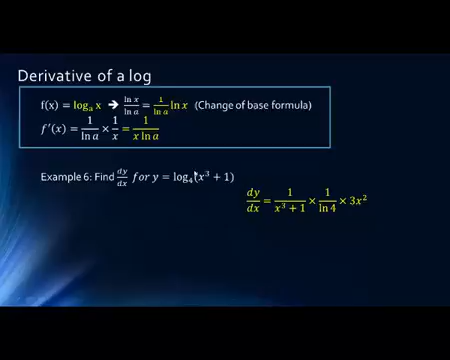 Derivative of a log
f(x) = logₐ x ➔ ln x / ln a = 1/ln a ln x (Change of base formula)
f′(x) = 1/ln a × 1/x = 1/(x ln a)
Example 6: Find dy/dx for y = log₄(x³ + 1)
dy/dx = 1/(x³ + 1) × 1/ln 4 × 3x²